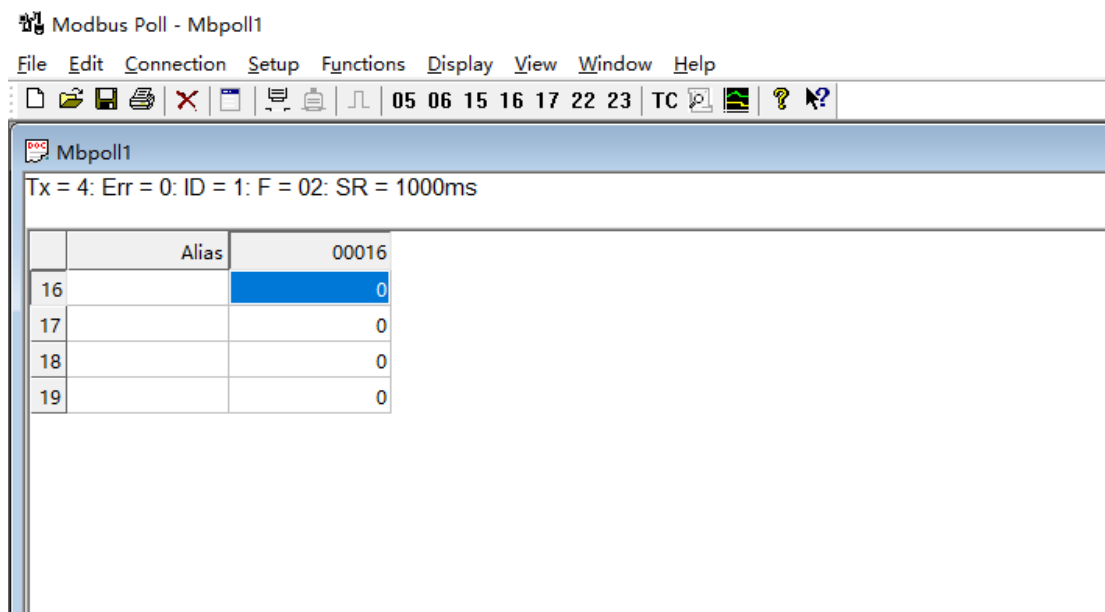 Modbus Poll - Mbpoll1
File Edit Connection Setup Functions Display View Window Help
05 06 15 16 17 22 23 TC
Mbpoll1
Tx = 4: Err = 0: ID = 1: F = 02: SR = 1000ms
Alias 00016
16 0
17 0
18 0
19 0